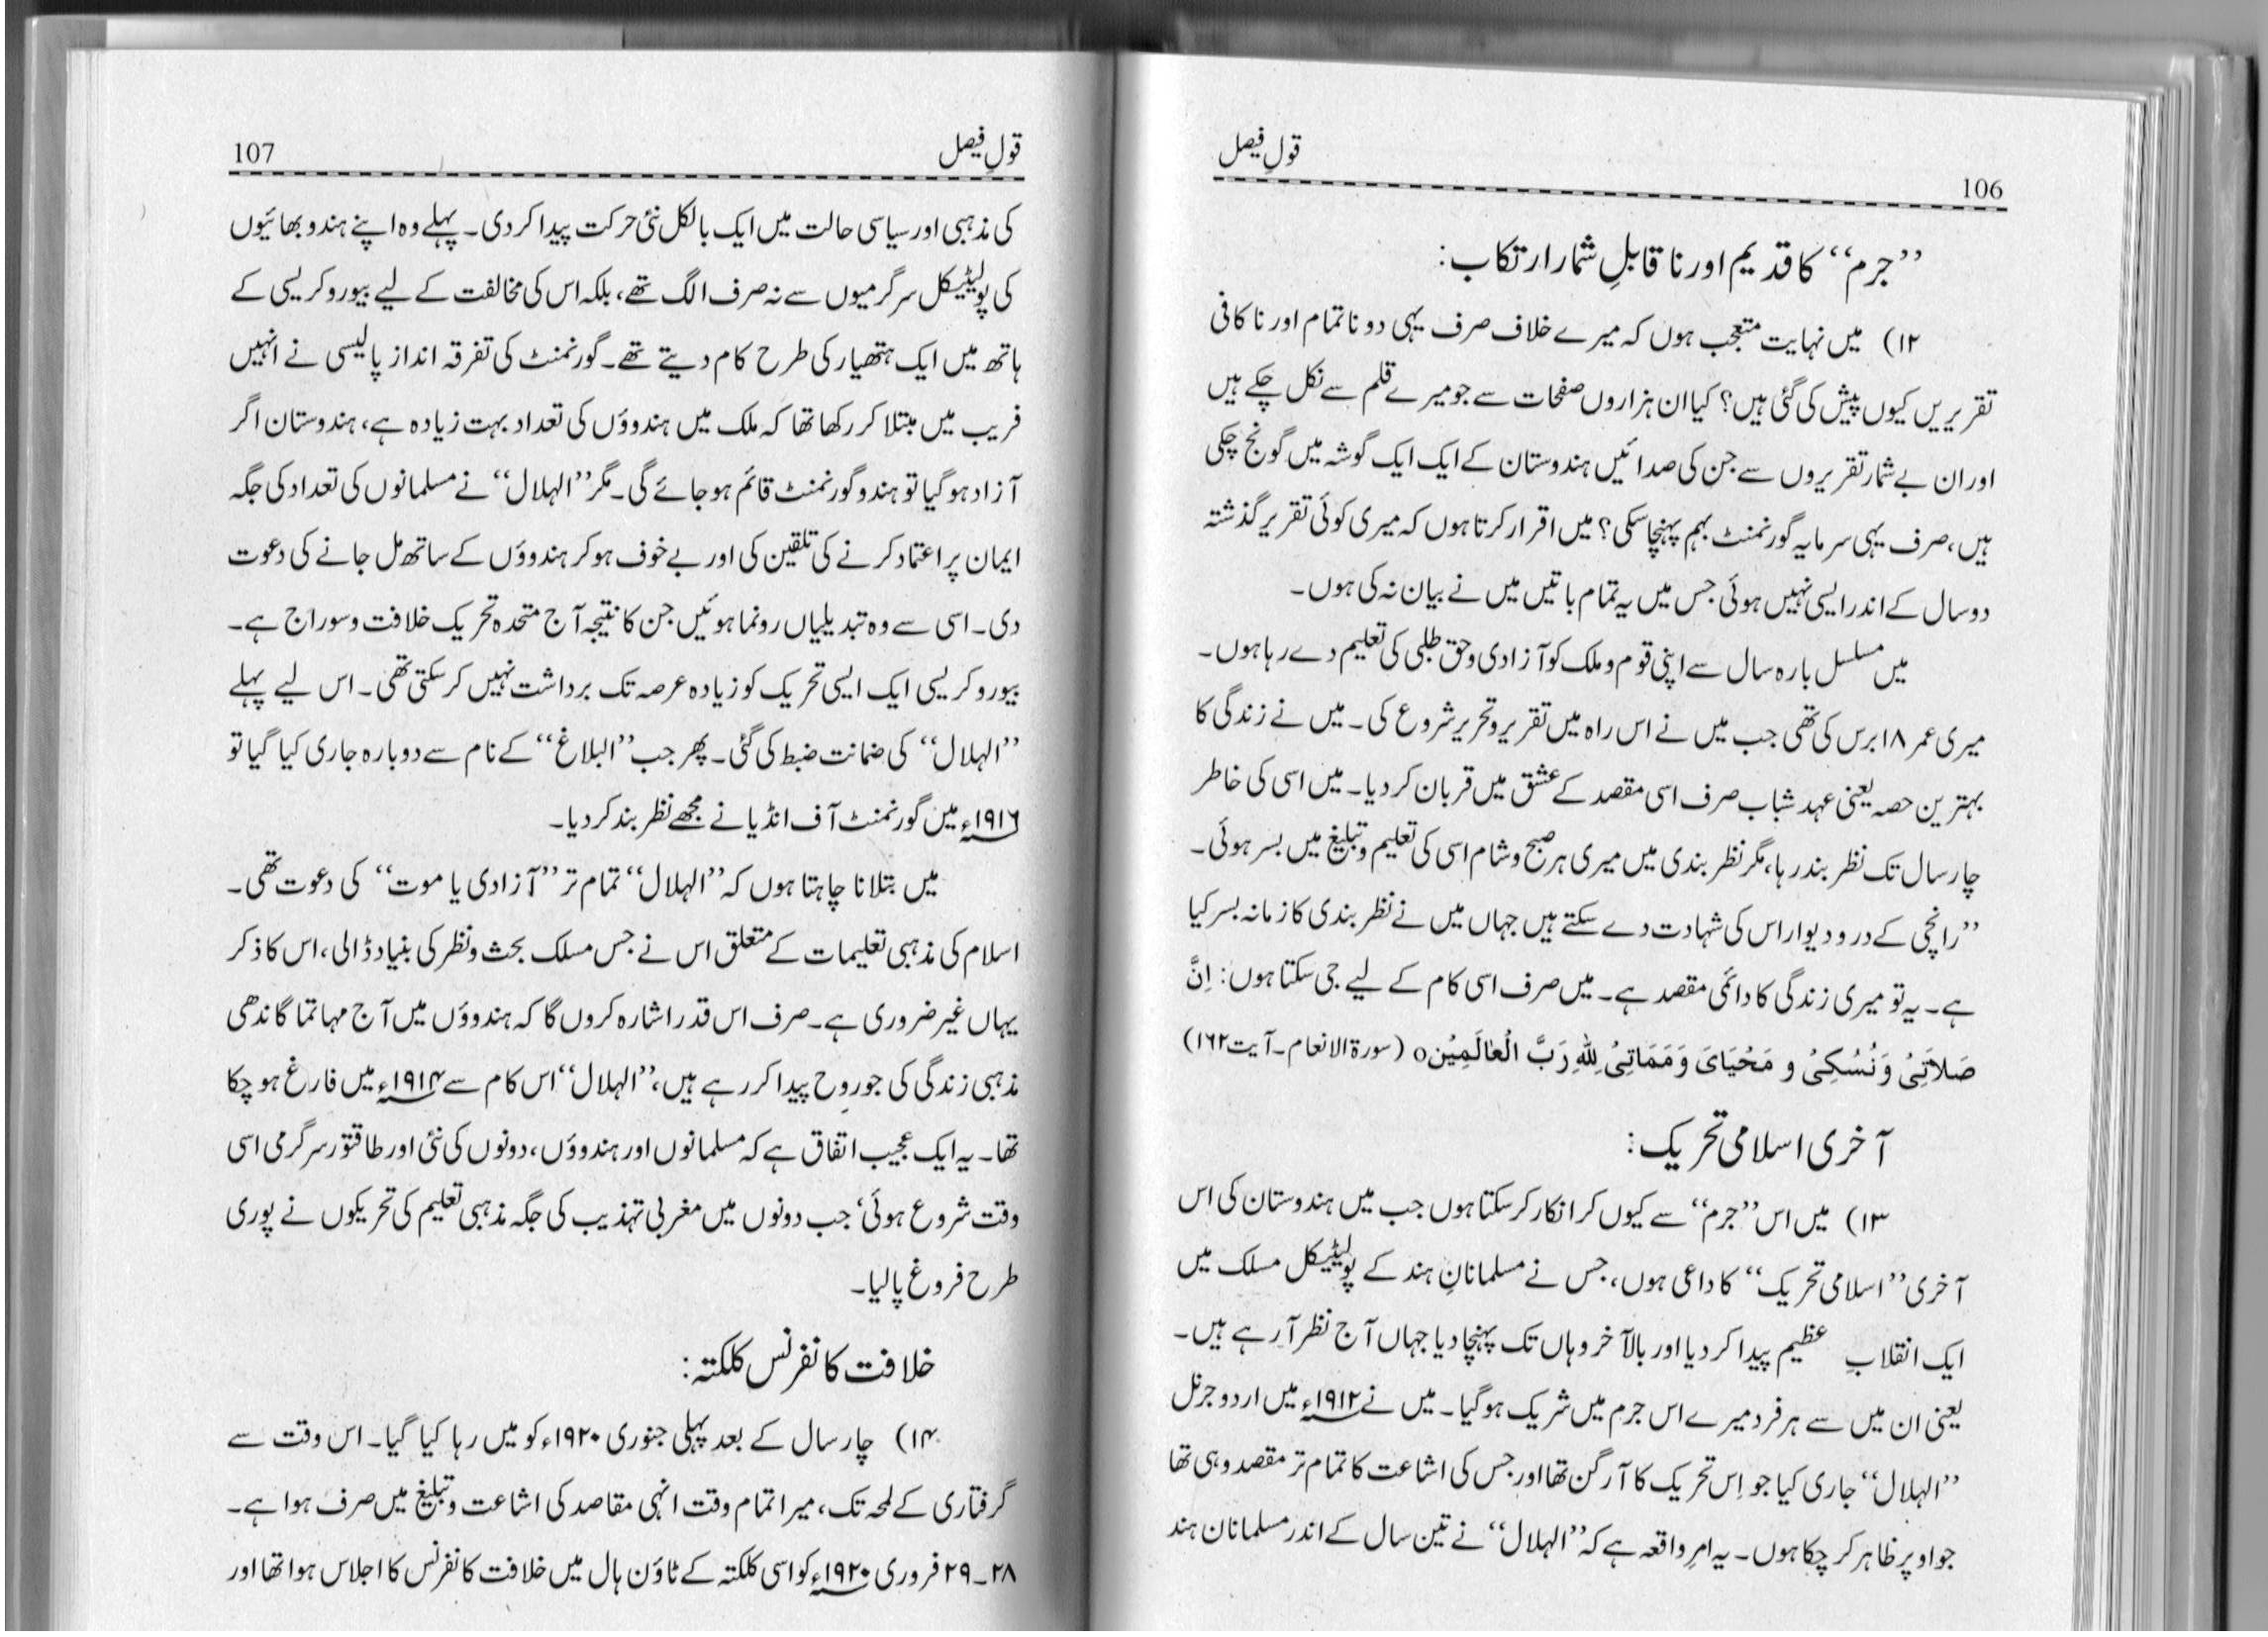 قولِ فیصل
106
’’جرم‘‘ کا قدیم اور ناقابلِ شمار ارتکاب:
۱۲) میں نہایت متعجب ہوں کہ میرے خلاف صرف یہی دو ناتمام اور ناکافی
تقریریں کیوں پیش کی گئی ہیں؟ کیا ان ہزاروں صفحات سے جو میرے قلم سے نکل چکے ہیں
اور ان بے شمار تقریروں سے جن کی صدائیں ہندوستان کے ایک ایک گوشہ میں گونج چکی
ہیں، صرف یہی سرمایہ گورنمنٹ بہم پہنچا سکی؟ میں اقرار کرتا ہوں کہ میری کوئی تقریر گذشتہ
دو سال کے اندر ایسی نہیں ہوئی جس میں یہ تمام باتیں میں نے بیان نہ کی ہوں۔
میں مسلسل بارہ سال سے اپنی قوم و ملک کو آزادی و حق طلبی کی تعلیم دے رہا ہوں۔
میری عمر ۱۸ برس کی تھی جب میں نے اس راہ میں تقریر و تحریر شروع کی۔ میں نے زندگی کا
بہترین حصہ یعنی عہد شباب صرف اسی مقصد کے عشق میں قربان کر دیا۔ میں اسی کی خاطر
چار سال تک نظر بند رہا، مگر نظر بندی میں میری ہر صبح و شام اسی کی تعلیم و تبلیغ میں بسر ہوئی۔
’’رانچی کے در و دیوار اس کی شہادت دے سکتے ہیں جہاں میں نے نظر بندی کا زمانہ بسر کیا
ہے۔ یہ تو میری زندگی کا دائمی مقصد ہے۔ میں صرف اسی کام کے لیے جی سکتا ہوں: اِنَّ
صَلاَتِیْ وَنُسُکِیْ وَ مَحْیَایَ وَمَمَاتِیْ لِلّٰہِ رَبِّ الْعٰالَمِیْنo (سورۃ الانعام۔ آیت ۱۶۲)
آخری اسلامی تحریک:
۱۳) میں اس ’’جرم‘‘ سے کیوں کر انکار کر سکتا ہوں جب میں ہندوستان کی اس
آخری ’’اسلامی تحریک‘‘ کا داعی ہوں، جس نے مسلمانانِ ہند کے پولیٹیکل مسلک میں
ایک انقلابِ عظیم پیدا کر دیا اور بالآخر وہاں تک پہنچا دیا جہاں آج نظر آ رہے ہیں۔
یعنی ان میں سے ہر فرد میرے اس جرم میں شریک ہو گیا۔ میں نے ۱۹۱۲ء میں اردو جرنل
’’الہلال‘‘ جاری کیا جو اِس تحریک کا آرگن تھا اور جس کی اشاعت کا تمام تر مقصد وہی تھا
جو اوپر ظاہر کر چکا ہوں۔ یہ امرِ واقعہ ہے کہ ’’الہلال‘‘ نے تین سال کے اندر مسلمانان ہند
قولِ فیصل
107
کی مذہبی اور سیاسی حالت میں ایک بالکل نئی حرکت پیدا کر دی۔ پہلے وہ اپنے ہندو بھائیوں
کی پولیٹیکل سرگرمیوں سے نہ صرف الگ تھے، بلکہ اس کی مخالفت کے لیے بیوروکریسی کے
ہاتھ میں ایک ہتھیار کی طرح کام دیتے تھے۔ گورنمنٹ کی تفرقہ انداز پالیسی نے انہیں
فریب میں مبتلا کر رکھا تھا کہ ملک میں ہندوؤں کی تعداد بہت زیادہ ہے، ہندوستان اگر
آزاد ہو گیا تو ہندو گورنمنٹ قائم ہو جائے گی۔ مگر ’’الہلال‘‘ نے مسلمانوں کی تعداد کی جگہ
ایمان پر اعتماد کرنے کی تلقین کی اور بے خوف ہو کر ہندوؤں کے ساتھ مل جانے کی دعوت
دی۔ اسی سے وہ تبدیلیاں رونما ہوئیں جن کا نتیجہ آج متحدہ تحریک خلافت و سوراج ہے۔
بیوروکریسی ایک ایسی تحریک کو زیادہ عرصہ تک برداشت نہیں کر سکتی تھی۔ اس لیے پہلے
’’الہلال‘‘ کی ضمانت ضبط کی گئی۔ پھر جب ’’البلاغ‘‘ کے نام سے دوبارہ جاری کیا گیا تو
۱۹۱۶ء میں گورنمنٹ آف انڈیا نے مجھے نظر بند کر دیا۔
میں بتلانا چاہتا ہوں کہ ’’الہلال‘‘ تمام تر ’’آزادی یا موت‘‘ کی دعوت تھی۔
اسلام کی مذہبی تعلیمات کے متعلق اس نے جس مسلک بحث و نظر کی بنیاد ڈالی، اس کا ذکر
یہاں غیر ضروری ہے۔ صرف اس قدر اشارہ کروں گا کہ ہندوؤں میں آج مہاتما گاندھی
مذہبی زندگی کی جو روح پیدا کر رہے ہیں، ’’الہلال‘‘ اس کام سے ۱۹۱۴ء میں فارغ ہو چکا
تھا۔ یہ ایک عجیب اتفاق ہے کہ مسلمانوں اور ہندوؤں، دونوں کی نئی اور طاقتور سرگرمی اسی
وقت شروع ہوئی‘ جب دونوں میں مغربی تہذیب کی جگہ مذہبی تعلیم کی تحریکوں نے پوری
طرح فروغ پا لیا۔
خلافت کانفرنس کلکتہ:
۱۴) چار سال کے بعد پہلی جنوری ۱۹۲۰ء کو میں رہا کیا گیا۔ اس وقت سے
گرفتاری کے لمحہ تک، میرا تمام وقت انہی مقاصد کی اشاعت و تبلیغ میں صرف ہوا ہے۔
۲۸۔۲۹ فروری ۱۹۲۰ء کو اسی کلکتہ کے ٹاؤن ہال میں خلافت کانفرنس کا اجلاس ہوا تھا اور